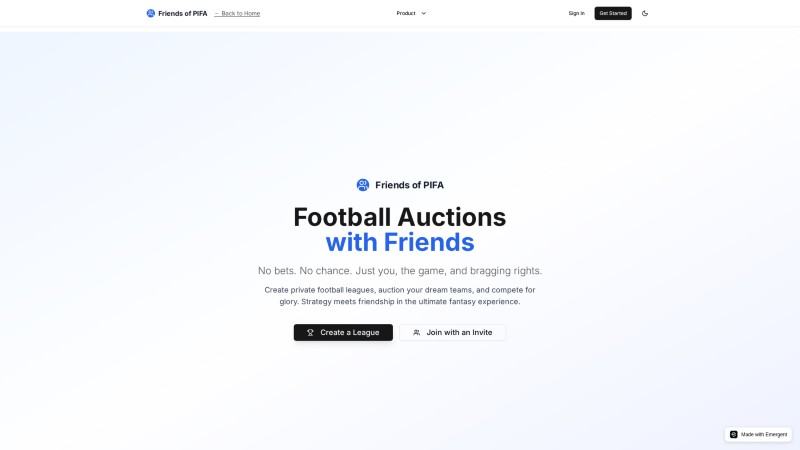 Friends of PIFA
← Back to Home
Product
Sign In
Get Started
Friends of PIFA
Football Auctions
with Friends
No bets. No chance. Just you, the game, and bragging rights.
Create private football leagues, auction your dream teams, and compete for
glory. Strategy meets friendship in the ultimate fantasy experience.
Create a League
Join with an Invite
Made with Emergent